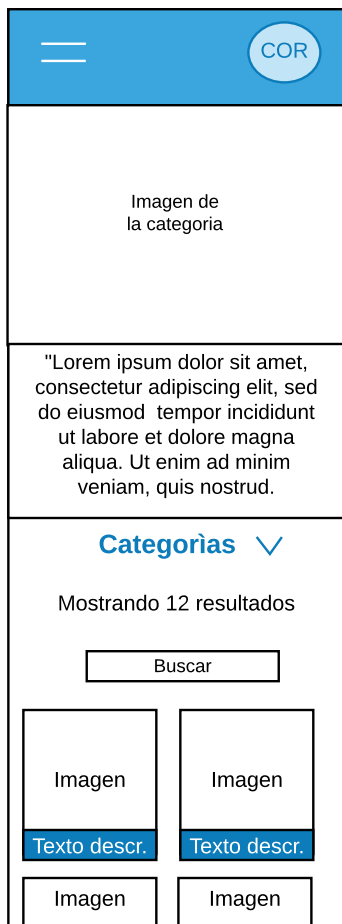 COR
Imagen de
la categoria
"Lorem ipsum dolor sit amet,
consectetur adipiscing elit, sed
do eiusmod  tempor incididunt
ut labore et dolore magna
aliqua. Ut enim ad minim
veniam, quis nostrud.
Categorìas
Mostrando 12 resultados
Buscar
Imagen Imagen
Texto descr. Texto descr.
Imagen Imagen